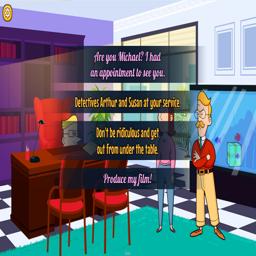 Are you Michael? I had
an appointment to see you.
Detectives Arthur and Susan at your service.
Don't be ridiculous and get
out from under the table.
Produce my film!